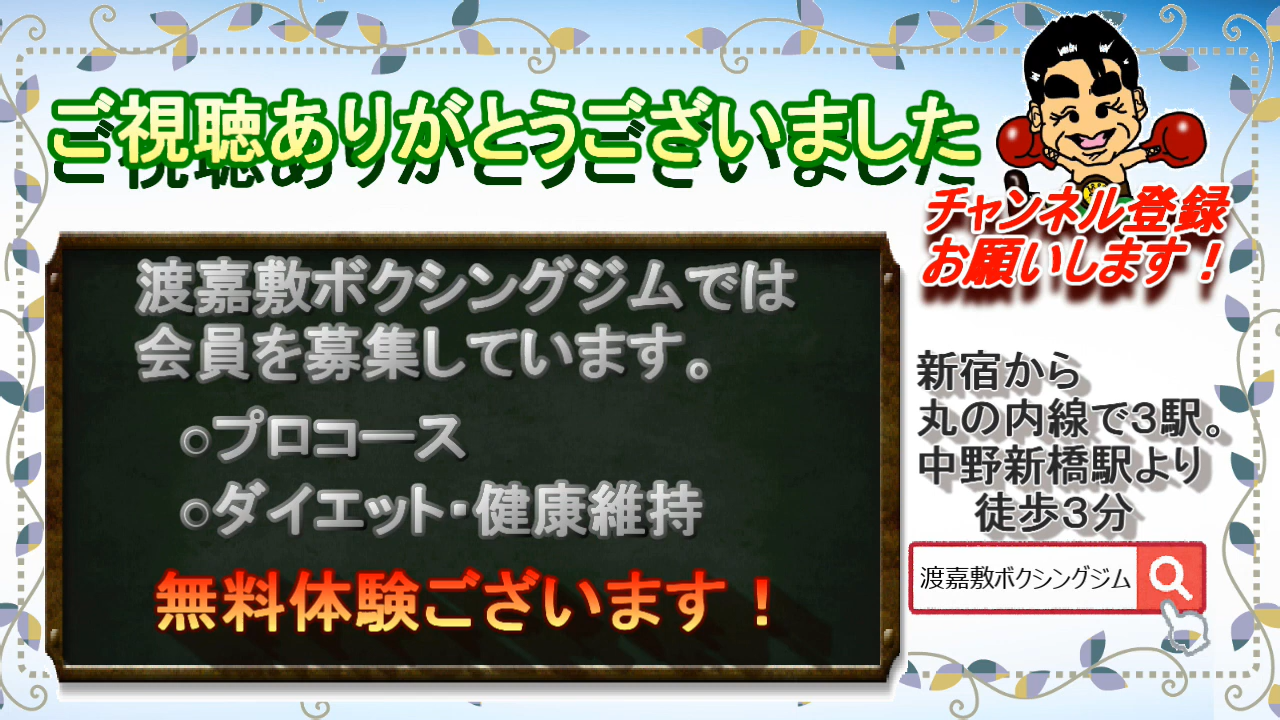 ご視聴ありがとうございました
チャンネル登録
お願いします！
渡嘉敷ボクシングジムでは
会員を募集しています。
○プロコース
○ダイエット・健康維持
無料体験ございます！
新宿から
丸の内線で３駅。
中野新橋駅より
徒歩３分
渡嘉敷ボクシングジム